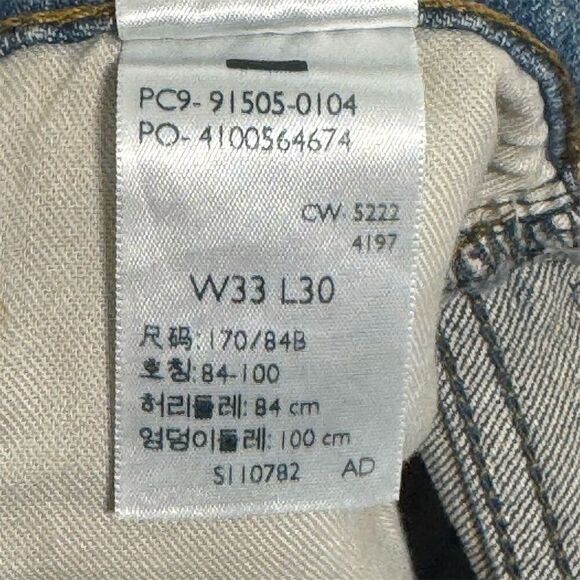 PC9- 91505-0104
PO- 4100564674
CW: 5222
4197
W33 L30
尺码: 170/84B
호칭: 84-100
허리둘레: 84 cm
엉덩이둘레: 100 cm
S110782 AD